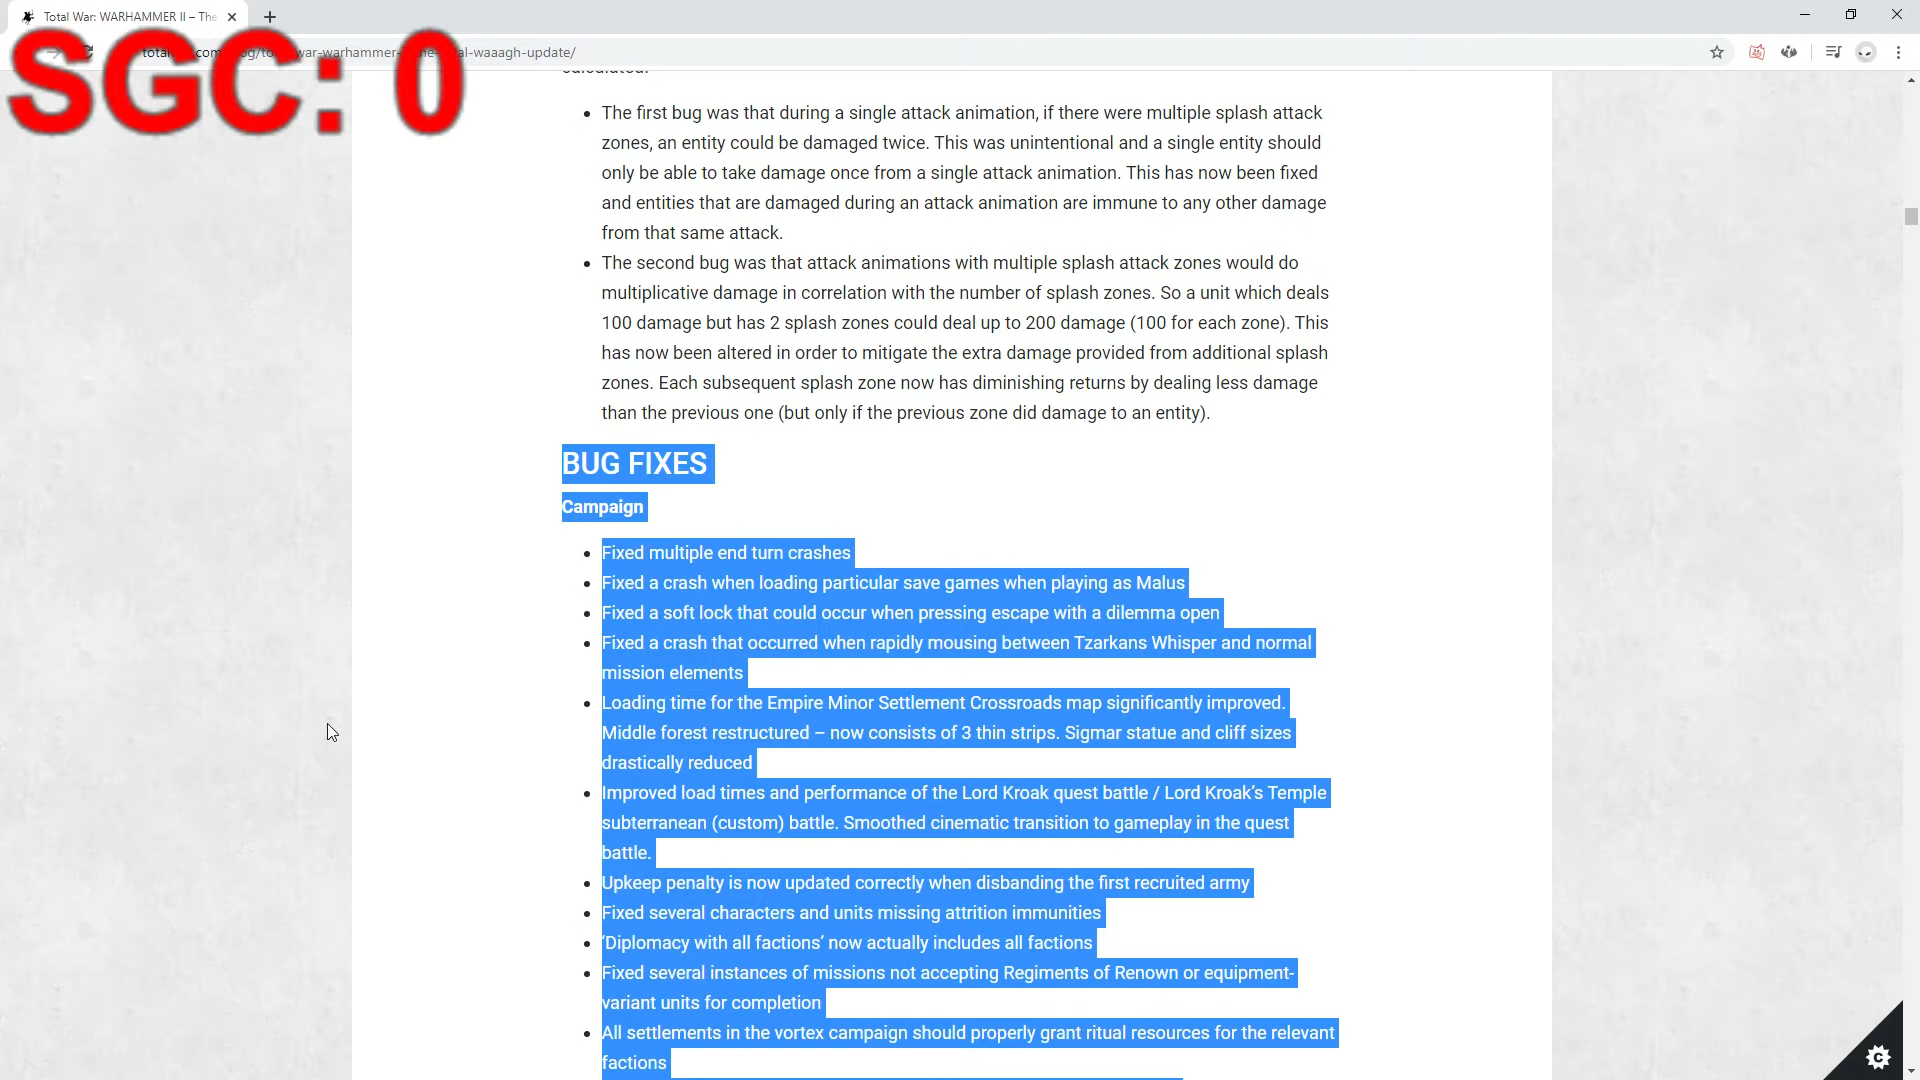 Total War: WARHAMMER II – The
SGC: 0
-waaagh-update/
The first bug was that during a single attack animation, if there were multiple splash attack
zones, an entity could be damaged twice. This was unintentional and a single entity should
only be able to take damage once from a single attack animation. This has now been fixed
and entities that are damaged during an attack animation are immune to any other damage
from that same attack.
The second bug was that attack animations with multiple splash attack zones would do
multiplicative damage in correlation with the number of splash zones. So a unit which deals
100 damage but has 2 splash zones could deal up to 200 damage (100 for each zone). This
has now been altered in order to mitigate the extra damage provided from additional splash
zones. Each subsequent splash zone now has diminishing returns by dealing less damage
than the previous one (but only if the previous zone did damage to an entity).
BUG FIXES
Campaign
Fixed multiple end turn crashes
Fixed a crash when loading particular save games when playing as Malus
Fixed a soft lock that could occur when pressing escape with a dilemma open
Fixed a crash that occurred when rapidly mousing between Tzarkans Whisper and normal
mission elements
Loading time for the Empire Minor Settlement Crossroads map significantly improved.
Middle forest restructured – now consists of 3 thin strips. Sigmar statue and cliff sizes
drastically reduced
Improved load times and performance of the Lord Kroak quest battle / Lord Kroak’s Temple
subterranean (custom) battle. Smoothed cinematic transition to gameplay in the quest
battle.
Upkeep penalty is now updated correctly when disbanding the first recruited army
Fixed several characters and units missing attrition immunities
‘Diplomacy with all factions’ now actually includes all factions
Fixed several instances of missions not accepting Regiments of Renown or equipment-
variant units for completion
All settlements in the vortex campaign should properly grant ritual resources for the relevant
factions